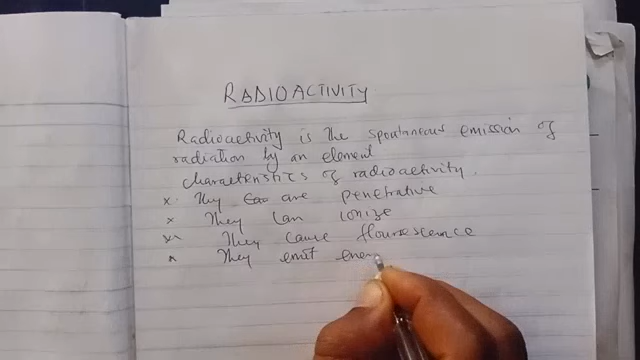 RADIOACTIVITY
Radioactivity is the spontaneous emission of
radiation by an element
characteristics of radioactivity.
x. They are penetrative
x They can ionize
x They cause flourescence
x They emit ener